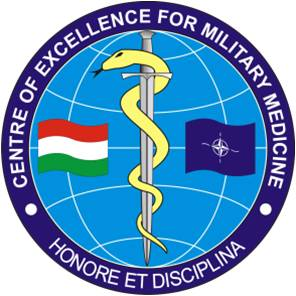 CENTRE OF EXCELLENCE FOR MILITARY MEDICINE
HONORE ET DISCIPLINA